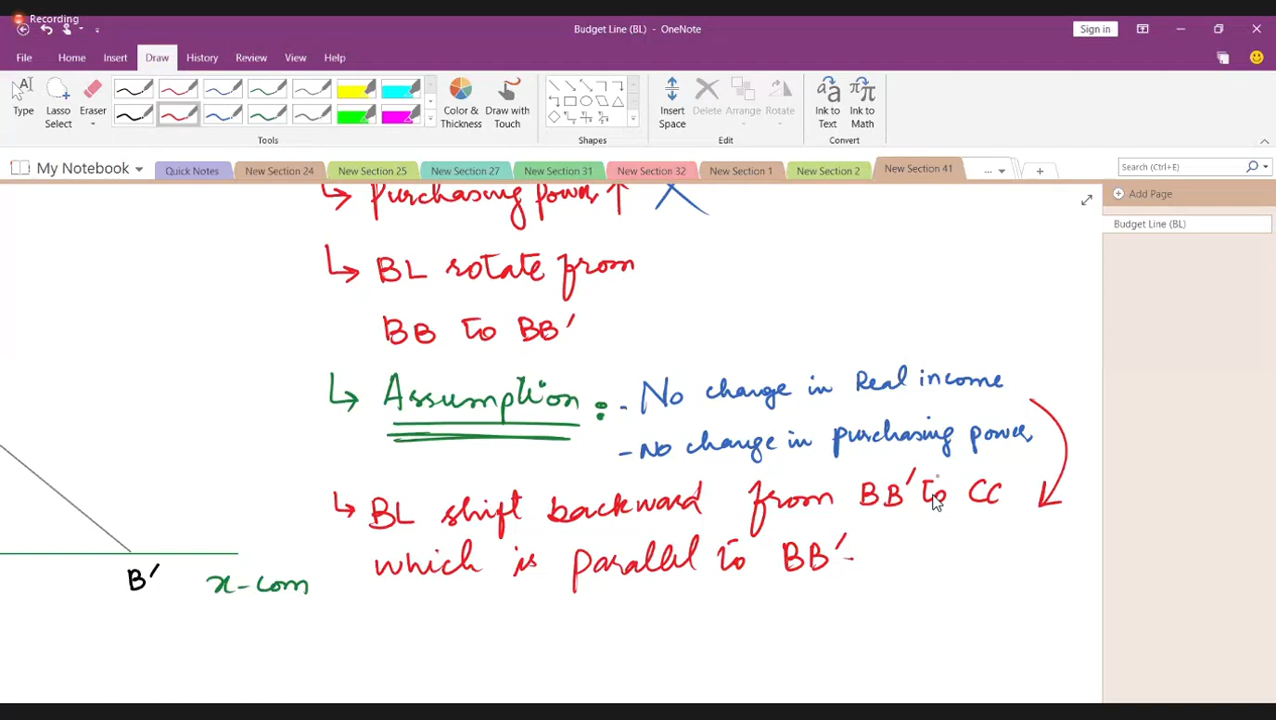 Recording
Budget Line (BL) - OneNote
Sign in
File Home Insert Draw History Review View Help
Type
Lasso Select
Eraser
Color & Thickness
Draw with Touch
Insert Space
Delete
Arrange
Rotate
Ink to Text
Ink to Math
Tools
Shapes
Edit
Convert
My Notebook
Quick Notes
New Section 24
New Section 25
New Section 27
New Section 31
New Section 32
New Section 1
New Section 2
New Section 41
Search (Ctrl+E)
Add Page
Budget Line (BL)
↳ Purchasing power ↑
↳ BL rotate from
BB to BB'
↳ Assumption : - No change in Real income
- No change in purchasing power
↳ BL shift backward from BB' to CC
which is parallel to BB'-
B'
x-com